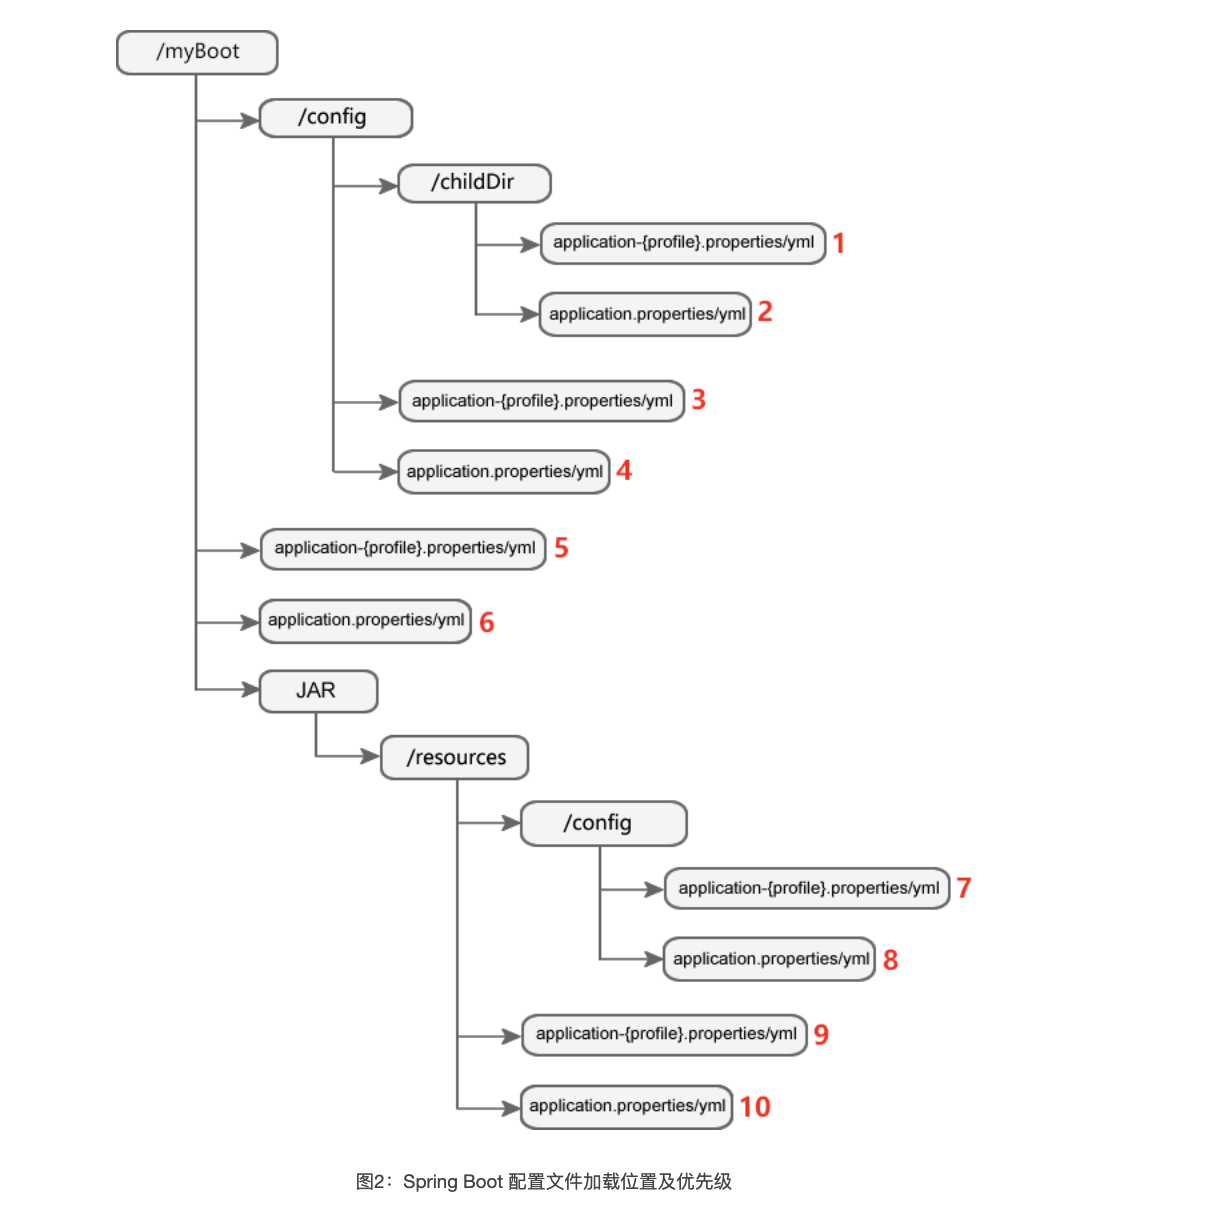 /myBoot
/config
/childDir
application-{profile}.properties/yml 1
application.properties/yml 2
application-{profile}.properties/yml 3
application.properties/yml 4
application-{profile}.properties/yml 5
application.properties/yml 6
JAR
/resources
/config
application-{profile}.properties/yml 7
application.properties/yml 8
application-{profile}.properties/yml 9
application.properties/yml 10
图2：Spring Boot 配置文件加载位置及优先级